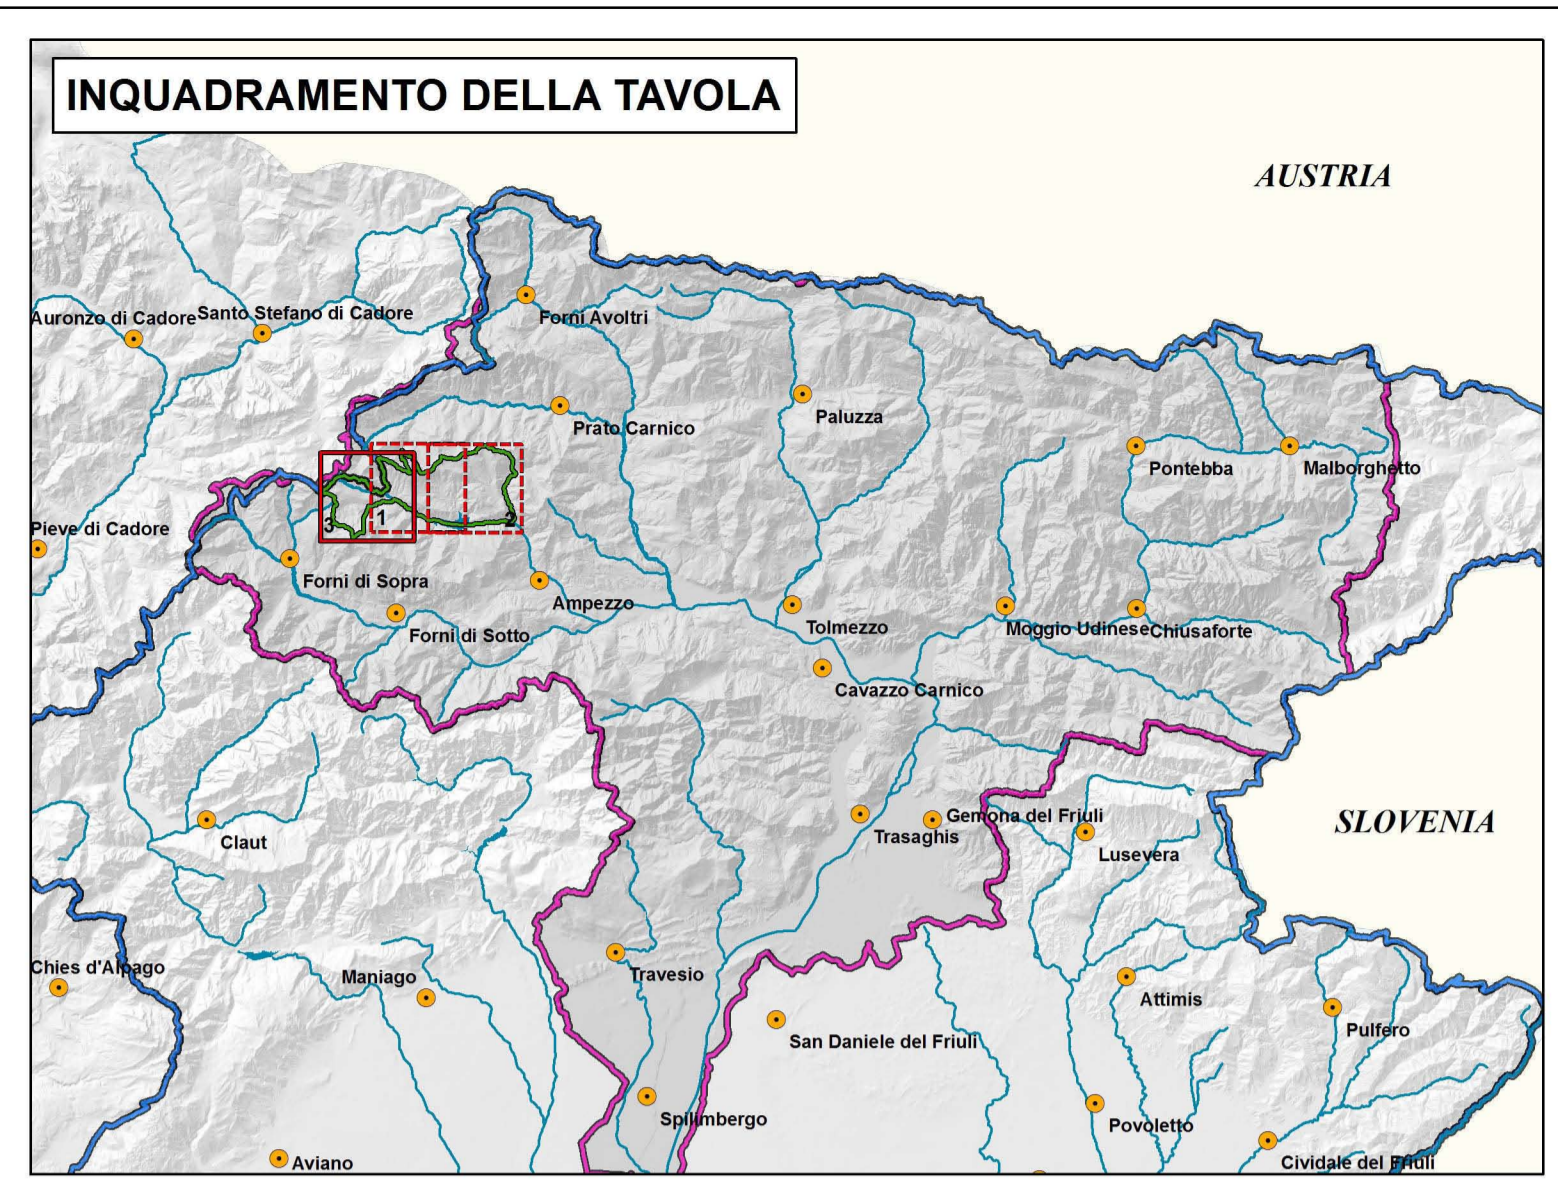 INQUADRAMENTO DELLA TAVOLA
AUSTRIA
Auronzo di Cadore
Santo Stefano di Cadore
Forni Avoltri
Prato Carnico
Paluzza
Pontebba
Malborghetto
Pieve di Cadore
3
1
2
Forni di Sopra
Ampezzo
Forni di Sotto
Tolmezzo
Moggio Udinese
Chiusaforte
Cavazzo Carnico
Claut
Trasaghis
Gemona del Friuli
Lusevera
SLOVENIA
Chies d'Alpago
Maniago
Travesio
Attimis
Pulfero
San Daniele del Friuli
Spilimbergo
Povoletto
Aviano
Cividale del Friuli